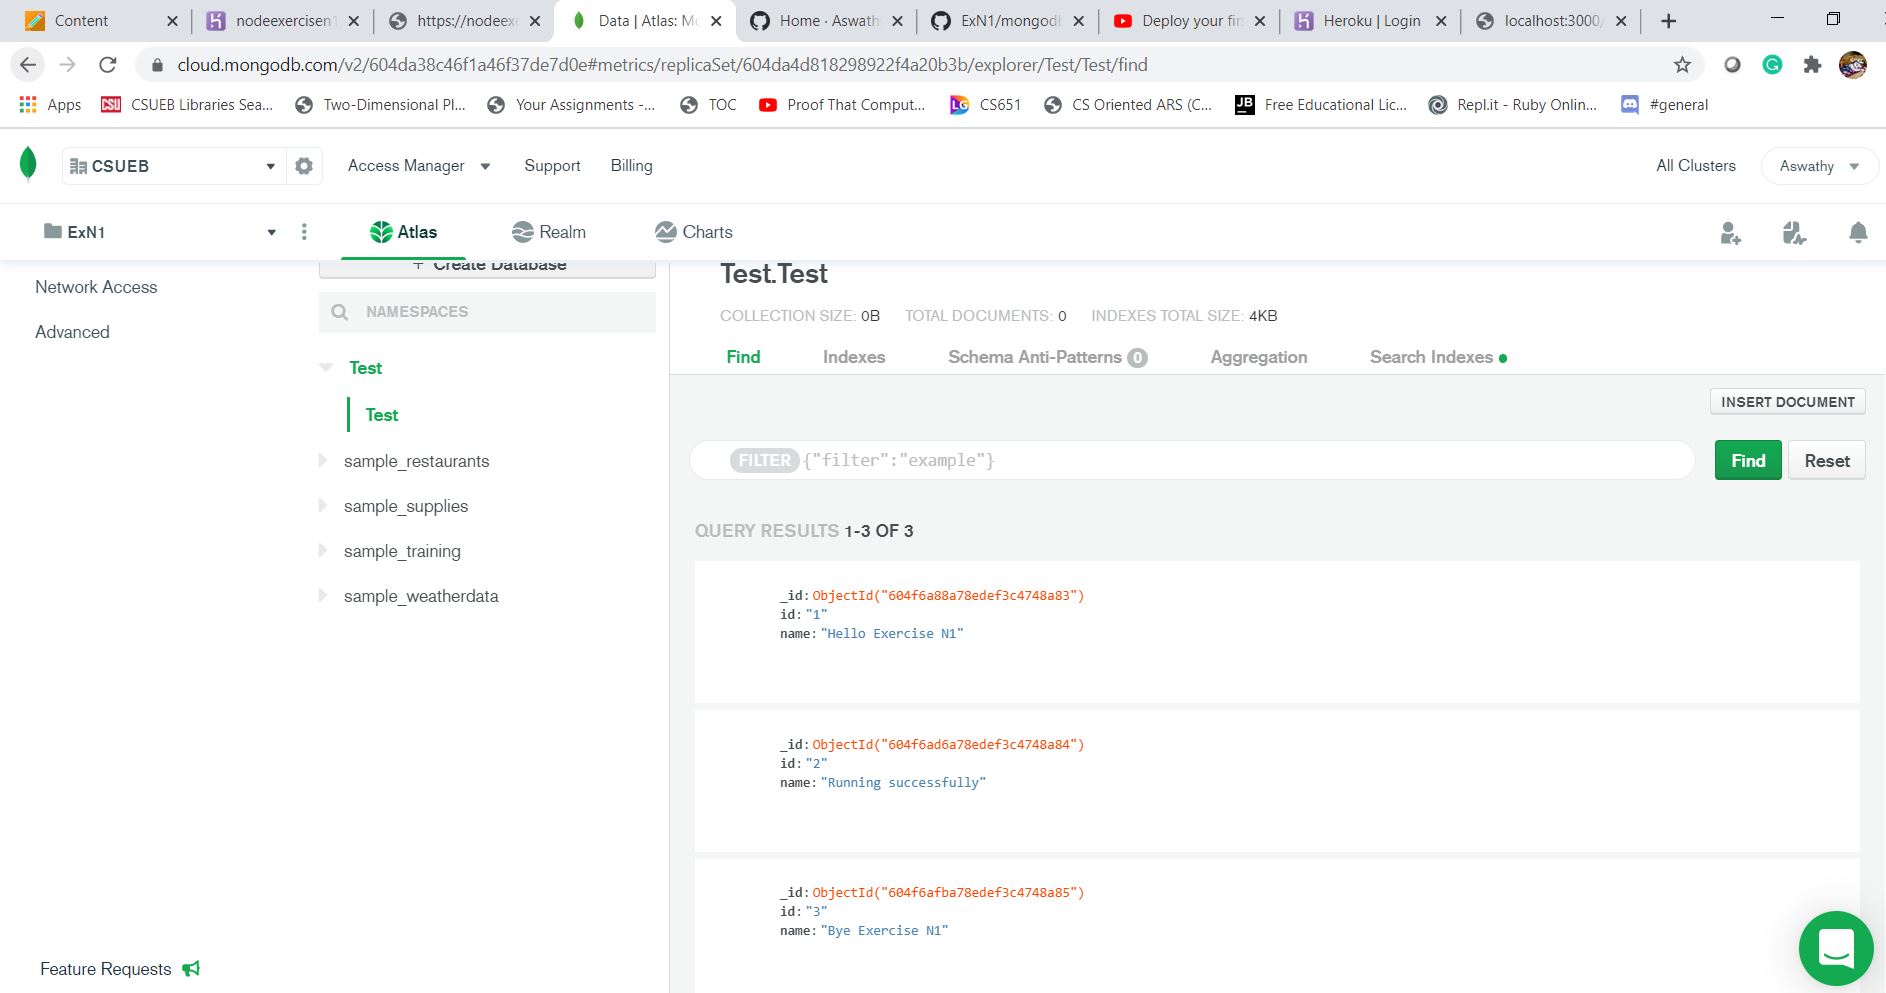 Content
nodeexercisen1
https://nodeexe
Data | Atlas: Mo
Home · Aswath
ExN1/mongodb
Deploy your fir
Heroku | Login
localhost:3000/
cloud.mongodb.com/v2/604da38c46f1a46f37de7d0e#metrics/replicaSet/604da4d818298922f4a20b3b/explorer/Test/Test/find
Apps
CSU CSUEB Libraries Sea...
Two-Dimensional Pl...
Your Assignments -...
TOC
Proof That Comput...
LG CS651
CS Oriented ARS (C...
JB Free Educational Lic...
Repl.it - Ruby Onlin...
#general
CSUEB
Access Manager
Support
Billing
All Clusters
Aswathy
ExN1
Atlas
Realm
Charts
Network Access
Advanced
Feature Requests
+ Create Database
NAMESPACES
Test
Test
sample_restaurants
sample_supplies
sample_training
sample_weatherdata
Test.Test
COLLECTION SIZE: 0B TOTAL DOCUMENTS: 0 INDEXES TOTAL SIZE: 4KB
Find
Indexes
Schema Anti-Patterns 0
Aggregation
Search Indexes
INSERT DOCUMENT
FILTER {"filter":"example"}
Find
Reset
QUERY RESULTS 1-3 OF 3
_id: ObjectId("604f6a88a78edef3c4748a83")
id: "1"
name: "Hello Exercise N1"
_id: ObjectId("604f6ad6a78edef3c4748a84")
id: "2"
name: "Running successfully"
_id: ObjectId("604f6afba78edef3c4748a85")
id: "3"
name: "Bye Exercise N1"